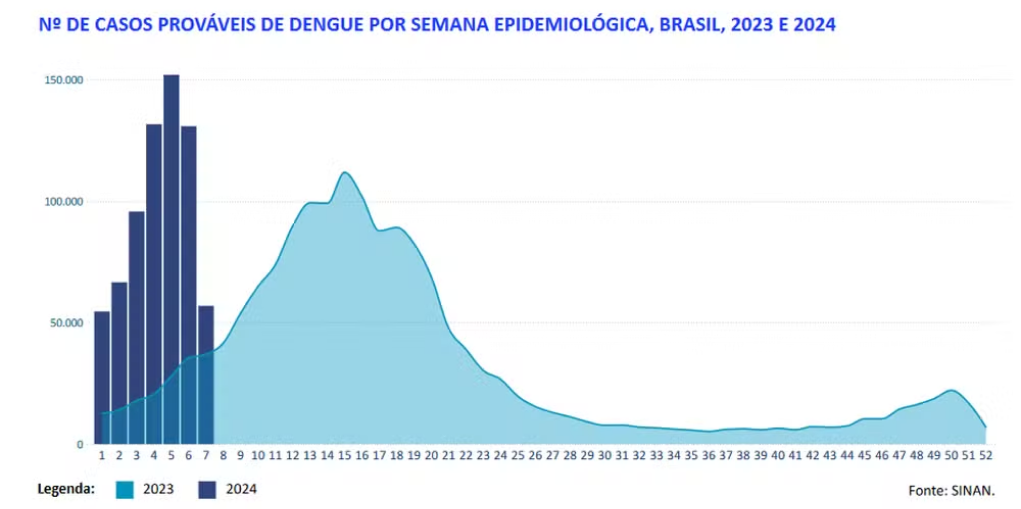 Nº DE CASOS PROVÁVEIS DE DENGUE POR SEMANA EPIDEMIOLÓGICA, BRASIL, 2023 E 2024
150.000
100.000
50.000
0
1 2 3 4 5 6 7 8 9 10 11 12 13 14 15 16 17 18 19 20 21 22 23 24 25 26 27 28 29 30 31 32 33 34 35 36 37 38 39 40 41 42 43 44 45 46 47 48 49 50 51 52
Legenda: 2023 2024 Fonte: SINAN.